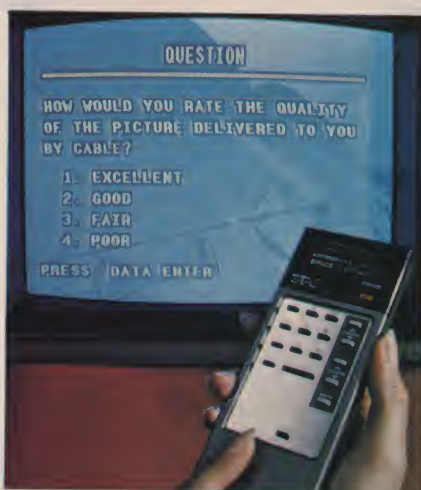 QUESTION
HOW WOULD YOU RATE THE QUALITY
OF THE PICTURE DELIVERED TO YOU
BY CABLE?
1. EXCELLENT
2. GOOD
3. FAIR
4. POOR
PRESS DATA ENTER